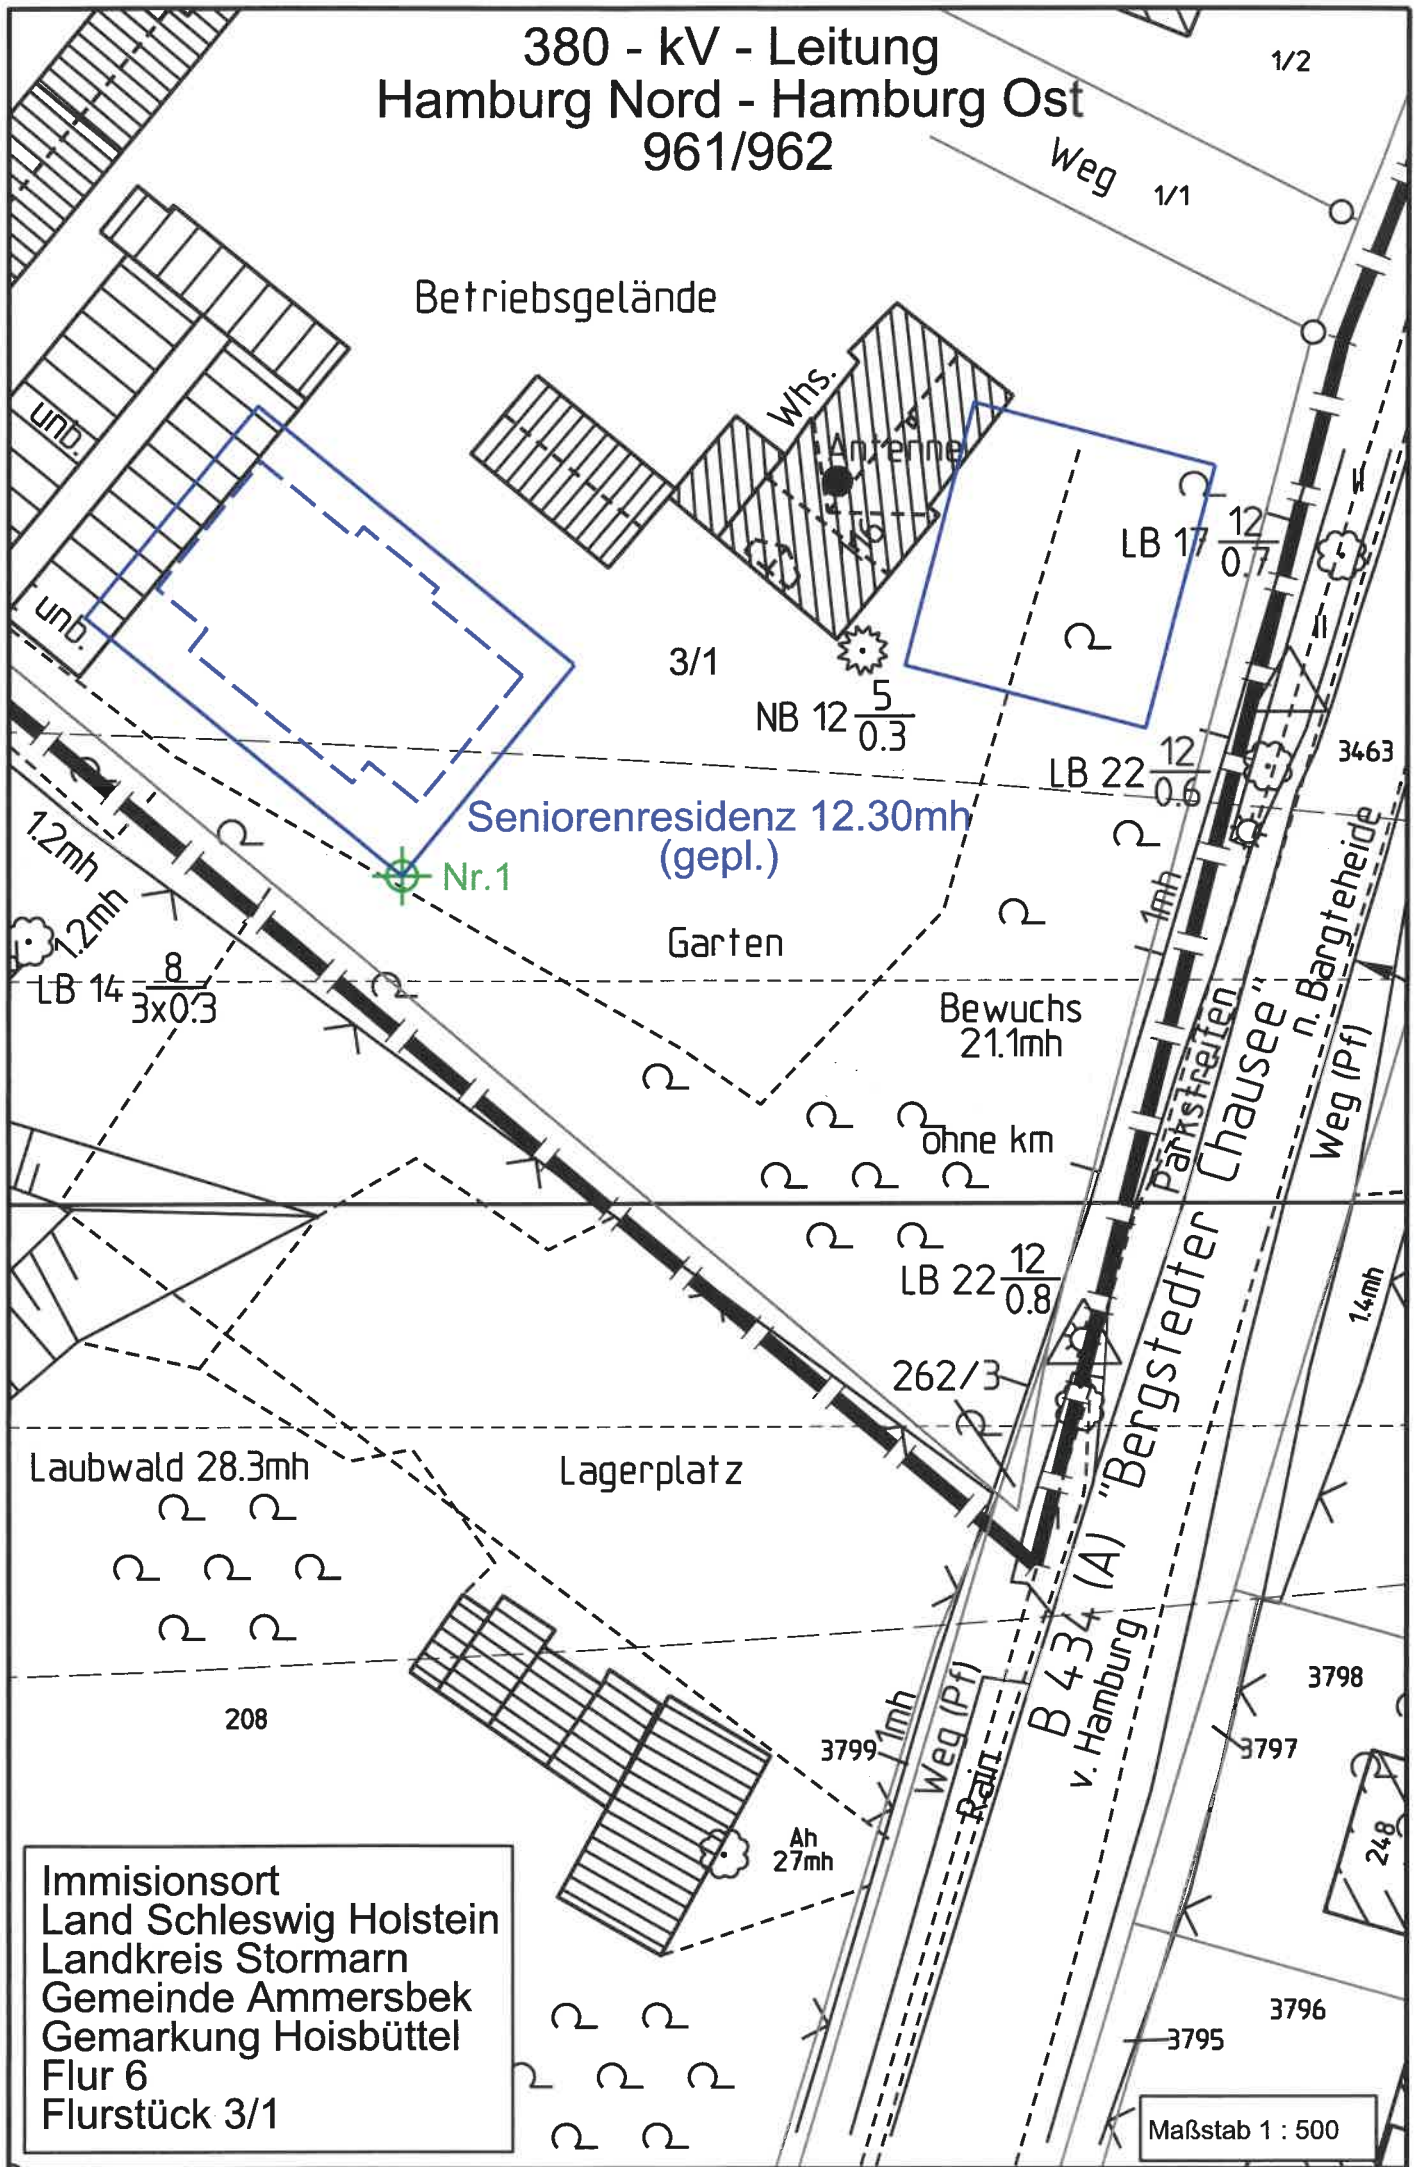 380 - kV - Leitung
Hamburg Nord - Hamburg Ost
961/962
1/2
Weg
1/1
Betriebsgelände
Whs.
Antenne
unb.
unb.
LB 17 12
0.7
3/1
NB 12 5
0.3
LB 22 12
0.6
3463
Seniorenresidenz 12.30mh
(gepl.)
Nr.1
1.2mh
1.2mh
LB 14 8
3x0.3
Garten
1mh
Bewuchs
21.1mh
ohne km
Parkstreifen
n. Bargteheide
Weg (Pf)
LB 22 12
0.8
1.4mh
262/3
B 434 (A) "Bergstedter Chausee"
v. Hamburg
Laubwald 28.3mh
Lagerplatz
208
3799
1mh
Weg (Pf)
Rain
3798
3797
248
Ah
27mh
3796
3795
Immisionsort
Land Schleswig Holstein
Landkreis Stormarn
Gemeinde Ammersbek
Gemarkung Hoisbüttel
Flur 6
Flurstück 3/1
Maßstab 1 : 500